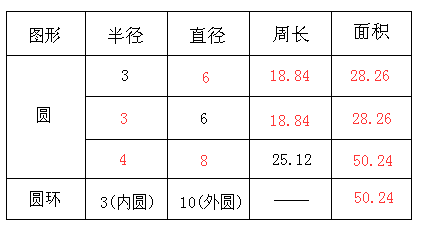 图形 半径 直径 周长 面积
圆 3 6 18.84 28.26
3 6 18.84 28.26
4 8 25.12 50.24
圆环 3(内圆) 10(外圆) —— 50.24